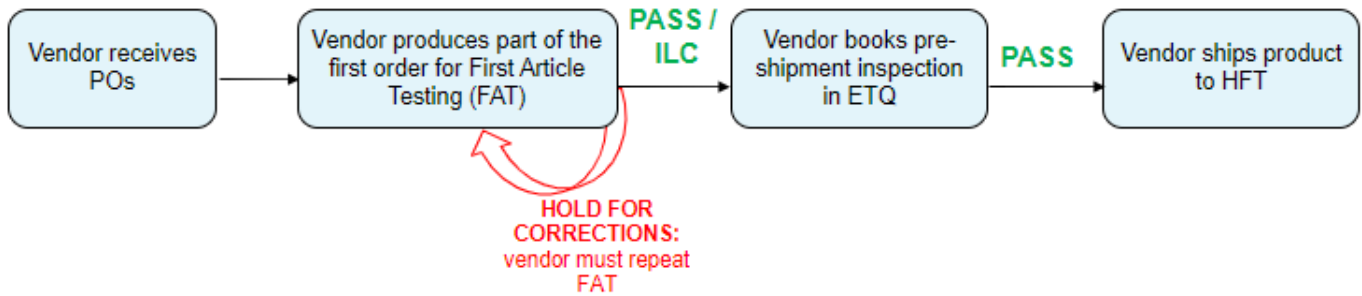 Vendor receives
POs
Vendor produces part of the
first order for First Article
Testing (FAT)
PASS /
ILC
Vendor books pre-
shipment inspection
in ETQ
PASS
Vendor ships product
to HFT
HOLD FOR
CORRECTIONS:
vendor must repeat
FAT